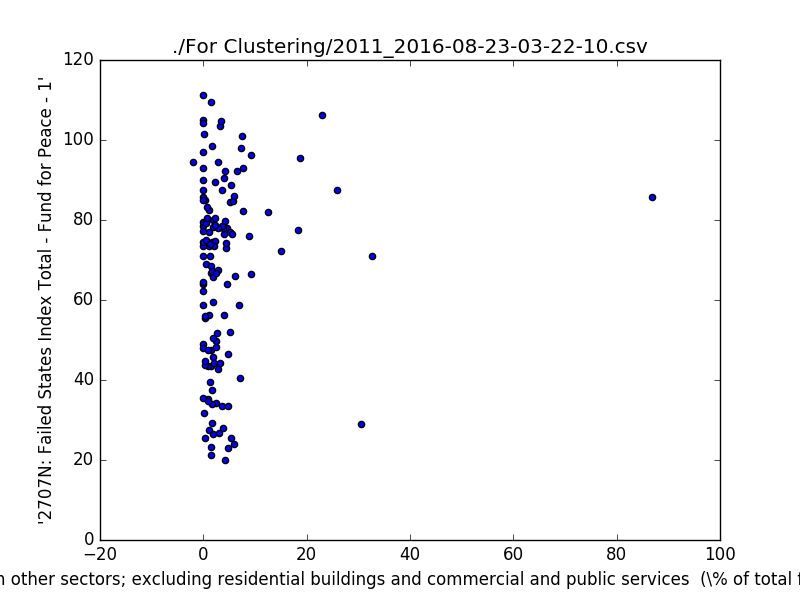 ./For Clustering/2011_2016-08-23-03-22-10.csv
'2707N: Failed States Index Total - Fund for Peace - 1'
120
100
80
60
40
20
0
−20 0 20 40 60 80 100
other sectors; excluding residential buildings and commercial and public services (\% of total